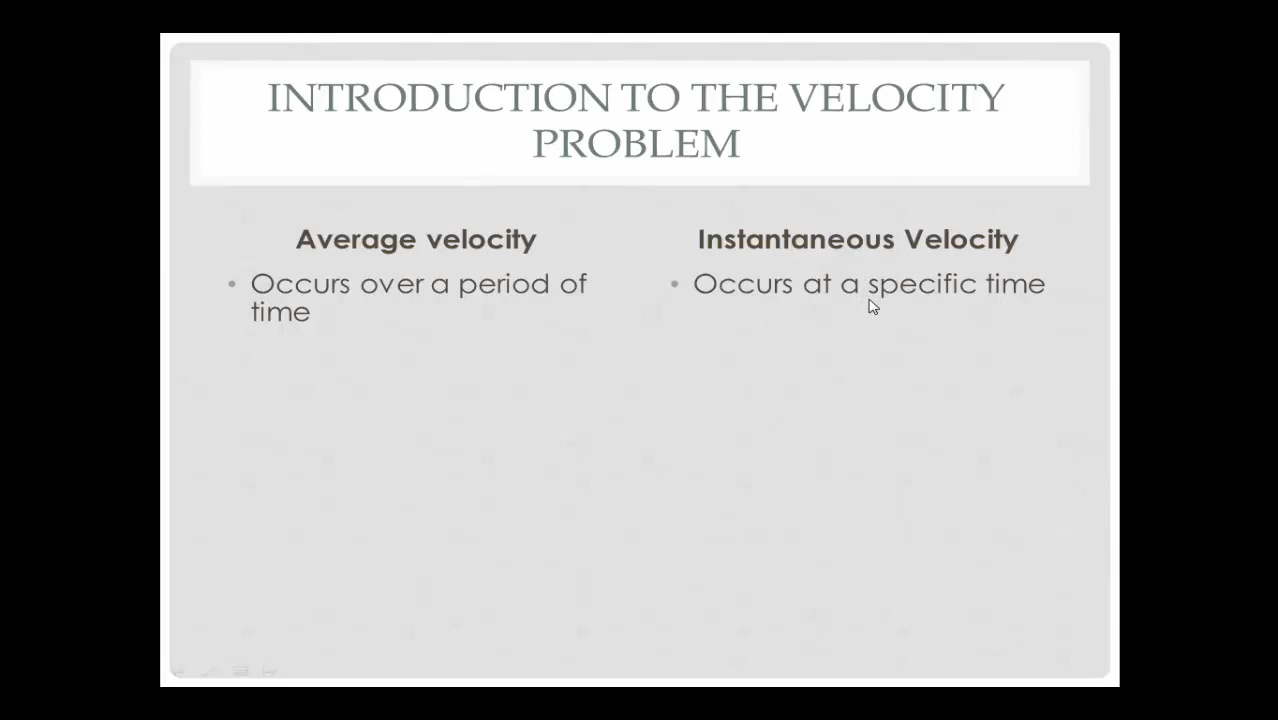 INTRODUCTION TO THE VELOCITY
PROBLEM
Average velocity
• Occurs over a period of
time
Instantaneous Velocity
• Occurs at a specific time